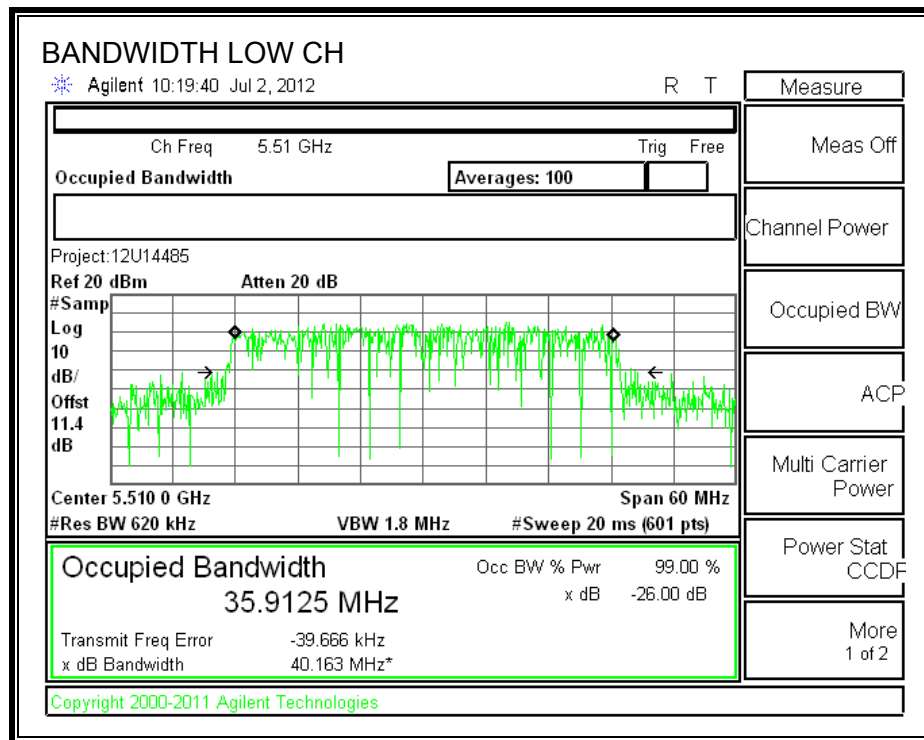 BANDWIDTH LOW CH
Agilent 10:19:40 Jul 2, 2012 R T
Measure
Ch Freq 5.51 GHz Trig Free
Meas Off
Occupied Bandwidth Averages: 100
Channel Power
Project:12U14485
Ref 20 dBm Atten 20 dB
#Samp
Log
10
dB/
Offst
11.4
dB
Occupied BW
ACP
Multi Carrier
Power
Center 5.510 0 GHz Span 60 MHz
#Res BW 620 kHz VBW 1.8 MHz #Sweep 20 ms (601 pts)
Power Stat
CCDF
Occupied Bandwidth Occ BW % Pwr 99.00 %
35.9125 MHz x dB -26.00 dB
Transmit Freq Error -39.666 kHz
x dB Bandwidth 40.163 MHz*
More
1 of 2
Copyright 2000-2011 Agilent Technologies